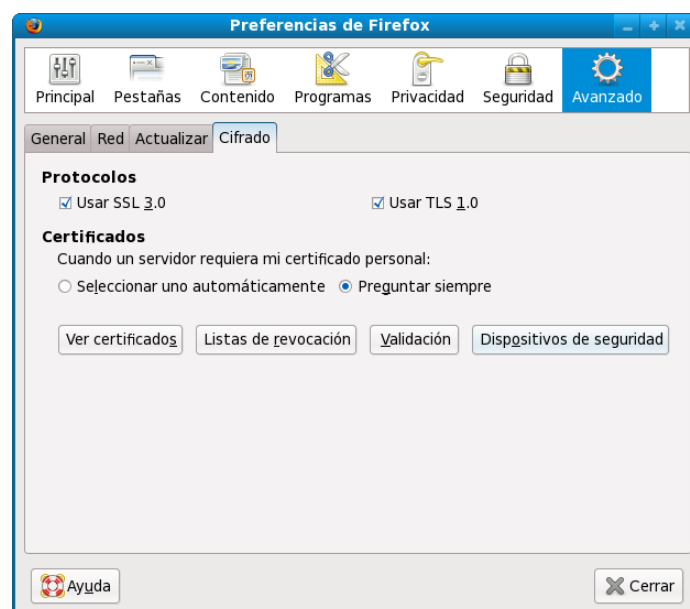 Preferencias de Firefox
Principal Pestañas Contenido Programas Privacidad Seguridad Avanzado
General Red Actualizar Cifrado
Protocolos
Usar SSL 3.0 Usar TLS 1.0
Certificados
Cuando un servidor requiera mi certificado personal:
Seleccionar uno automáticamente Preguntar siempre
Ver certificados Listas de revocación Validación Dispositivos de seguridad
Ayuda Cerrar